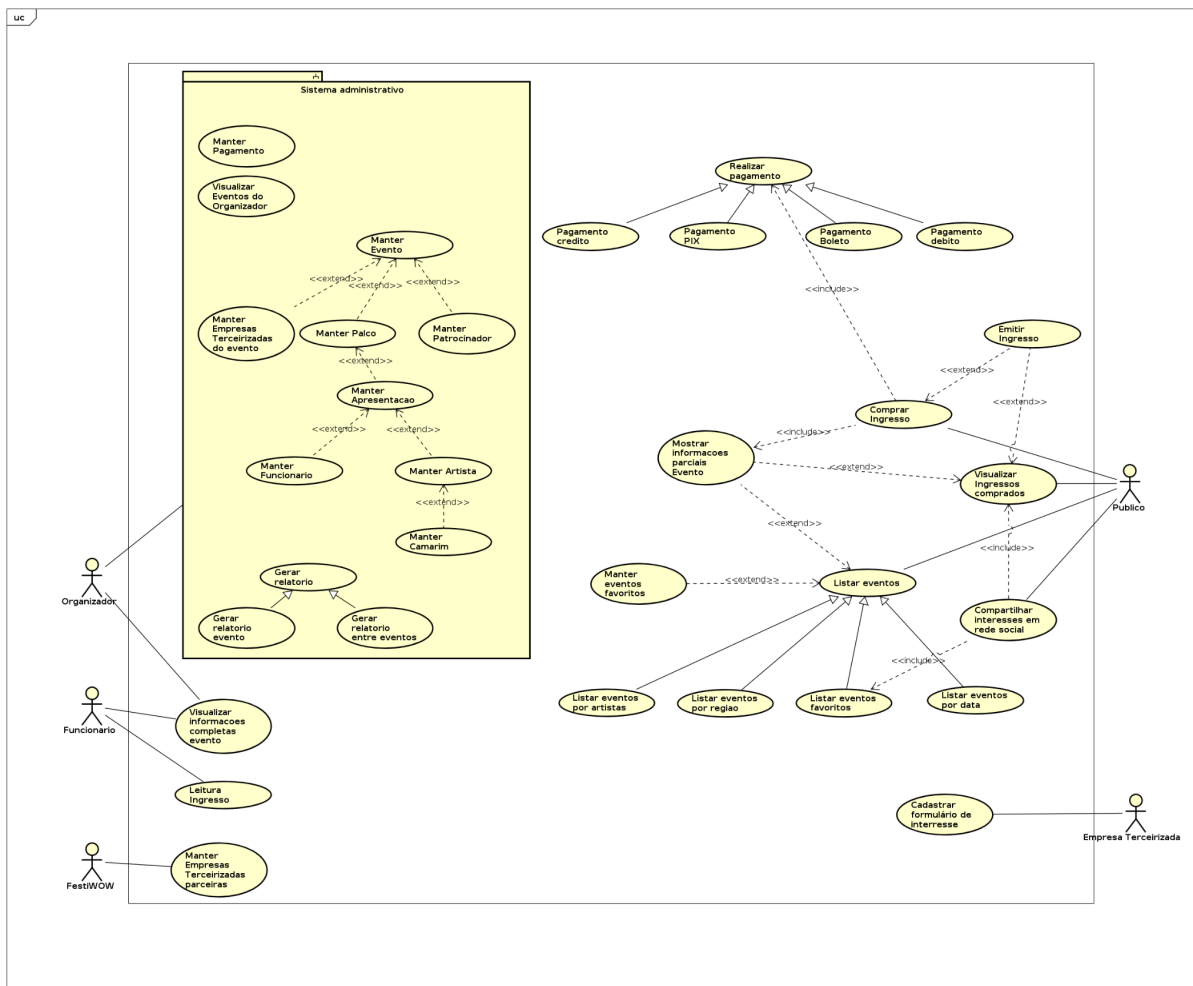 uc
Sistema administrativo
Manter
Pagamento
Visualizar
Eventos do
Organizador
Manter
Evento
<<extend>>
<<extend>>
<<extend>>
Manter
Empresas
Terceirizadas
do evento
Manter Palco
Manter
Patrocinador
<<extend>>
Manter
Apresentacao
<<extend>>
<<extend>>
Manter
Funcionario
Manter Artista
<<extend>>
Manter
Camarim
Gerar
relatorio
Gerar
relatorio
evento
Gerar
relatorio
entre eventos
Organizador
Funcionario
Visualizar
informacoes
completas
evento
Leitura
Ingresso
FestiWOW
Manter
Empresas
Terceirizadas
parceiras
Realizar
pagamento
Pagamento
credito
Pagamento
PIX
Pagamento
Boleto
Pagamento
debito
<<include>>
Emitir
Ingresso
<<extend>>
<<extend>>
Comprar
Ingresso
<<include>>
Mostrar
informacoes
parciais
Evento
<<extend>>
Visualizar
Ingressos
comprados
Publico
<<extend>>
<<include>>
Manter
eventos
favoritos
<<extend>>
Listar eventos
Compartilhar
interesses em
rede social
<<include>>
Listar eventos
por artistas
Listar eventos
por regiao
Listar eventos
favoritos
Listar eventos
por data
Cadastrar
formulário de
interresse
Empresa Terceirizada